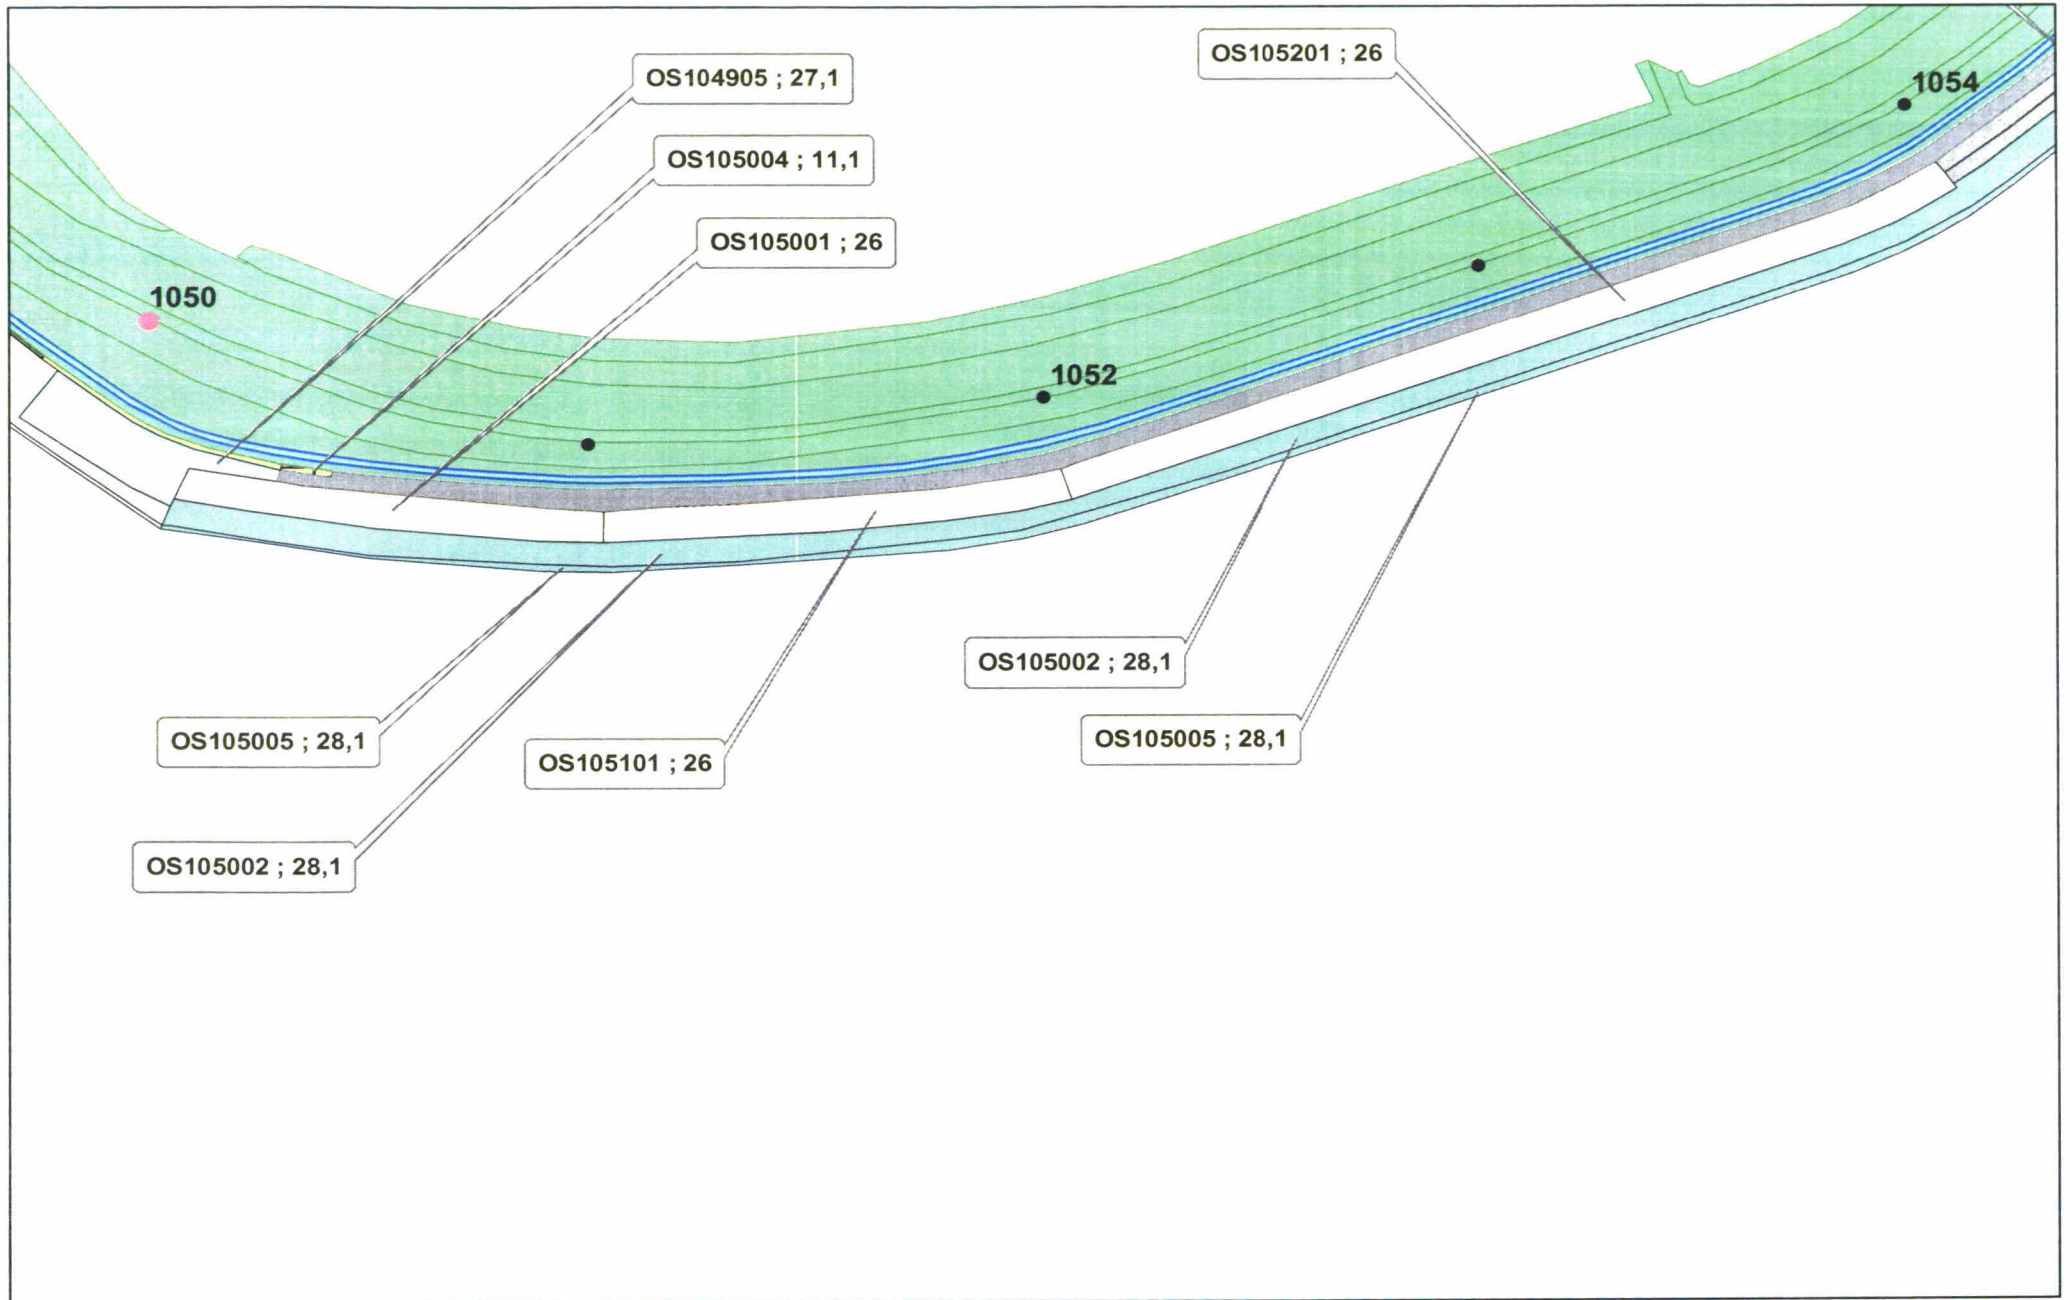 OS105201 ; 26
OS104905 ; 27,1
1054
OS105004 ; 11,1
OS105001 ; 26
1050
1052
OS105002 ; 28,1
OS105005 ; 28,1
OS105005 ; 28,1
OS105101 ; 26
OS105002 ; 28,1